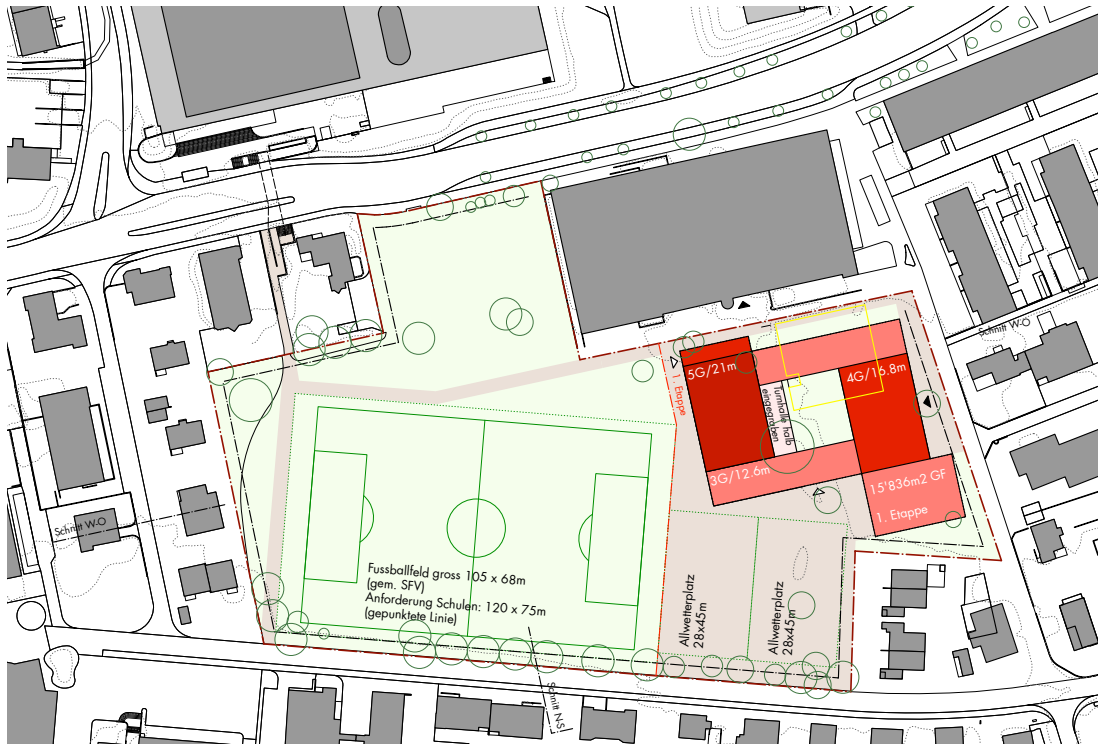 Schnitt W-O
5G/21m
4G/16.8m
1. Etappe
Turnhalle halb
eingegraben
3G/12.6m
15'836m2 GF
1. Etappe
Schnitt W-O
Fussballfeld gross 105 x 68m
(gem. SFV)
Anforderung Schulen: 120 x 75m
(gepunktete Linie)
Allwetterplatz
28x45m
Allwetterplatz
28x45m
Schnitt N-S